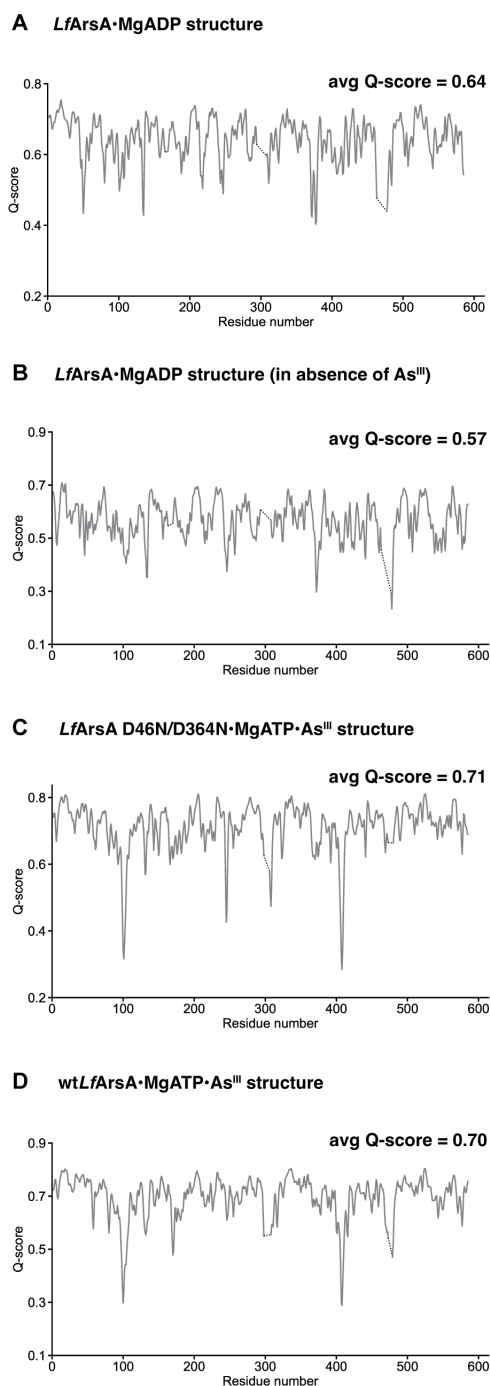 A LfArsA•MgADP structure
avg Q-score = 0.64
0.8
0.6
0.4
0.2
Q-score
0 100 200 300 400 500 600
Residue number
B LfArsA•MgADP structure (in absence of Asᴵᴵᴵ)
avg Q-score = 0.57
0.9
0.7
0.5
0.3
0.1
Q-score
0 100 200 300 400 500 600
Residue number
C LfArsA D46N/D364N•MgATP•Asᴵᴵᴵ structure
avg Q-score = 0.71
0.8
0.6
0.4
0.2
Q-score
0 100 200 300 400 500 600
Residue number
D wtLfArsA•MgATP•Asᴵᴵᴵ structure
avg Q-score = 0.70
0.9
0.7
0.5
0.3
0.1
Q-score
0 100 200 300 400 500 600
Residue number